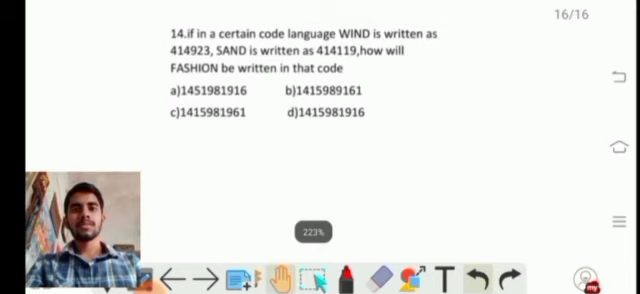 16/16
14.if in a certain code language WIND is written as
414923, SAND is written as 414119,how will
FASHION be written in that code
a)1451981916 b)1415989161
c)1415981961 d)1415981916
223%
T
my